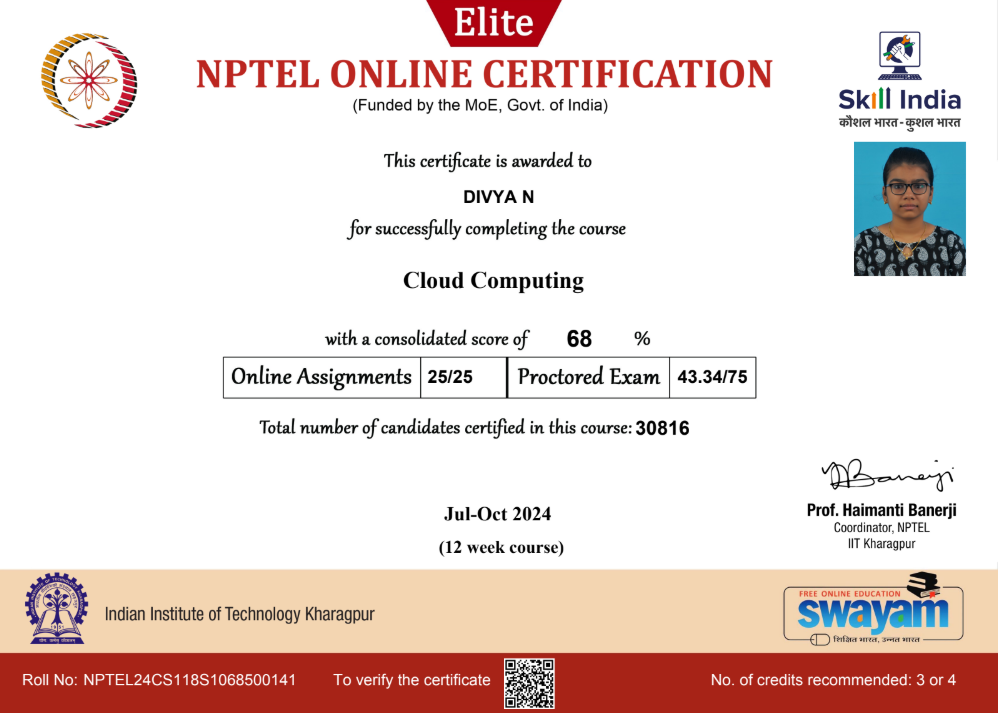 Elite
NPTEL ONLINE CERTIFICATION
(Funded by the MoE, Govt. of India)
Skill India
कौशल भारत - कुशल भारत
This certificate is awarded to
DIVYA N
for successfully completing the course
Cloud Computing
with a consolidated score of 68 %
Online Assignments 25/25 Proctored Exam 43.34/75
Total number of candidates certified in this course: 30816
Jul-Oct 2024
(12 week course)
Prof. Haimanti Banerji
Coordinator, NPTEL
IIT Kharagpur
Indian Institute of Technology Kharagpur
FREE ONLINE EDUCATION
swayam
शिक्षित भारत, उन्नत भारत
Roll No: NPTEL24CS118S1068500141 To verify the certificate No. of credits recommended: 3 or 4